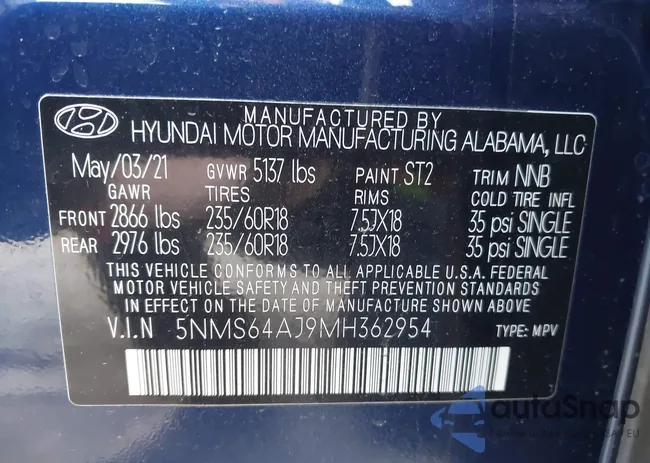 MANUFACTURED BY
HYUNDAI MOTOR MANUFACTURING ALABAMA, LLC
May/03/21 GVWR 5137 lbs PAINT ST2 TRIM NNB
GAWR TIRES RIMS COLD TIRE INFL
FRONT 2866 lbs 235/60R18 7.5JX18 35 psi SINGLE
REAR 2976 lbs 235/60R18 7.5JX18 35 psi SINGLE
THIS VEHICLE CONFORMS TO ALL APPLICABLE U.S.A. FEDERAL
MOTOR VEHICLE SAFETY AND THEFT PREVENTION STANDARDS
IN EFFECT ON THE DATE OF MANUFACTURE SHOWN ABOVE.
V.I.N 5NMS64AJ9MH362954 TYPE: MPV
autoSnap